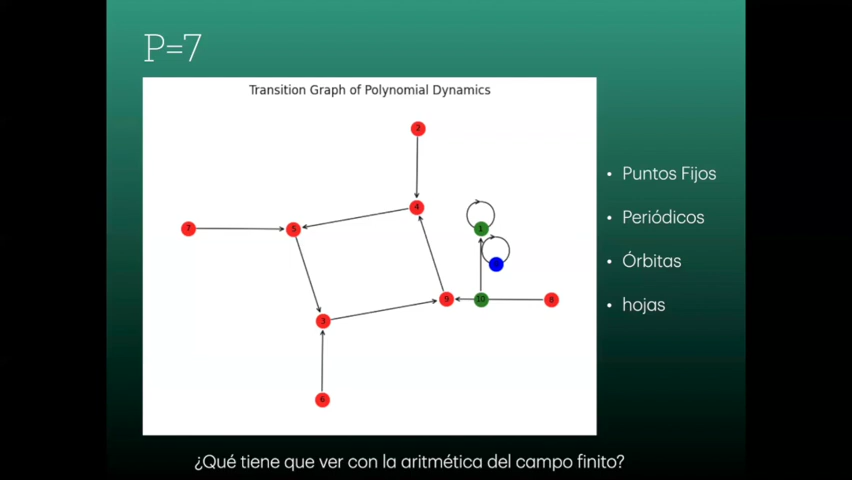 P=7
Transition Graph of Polynomial Dynamics
2
4
7
5
1
9
10
8
3
6
• Puntos Fijos
• Periódicos
• Órbitas
• hojas
¿Qué tiene que ver con la aritmética del campo finito?